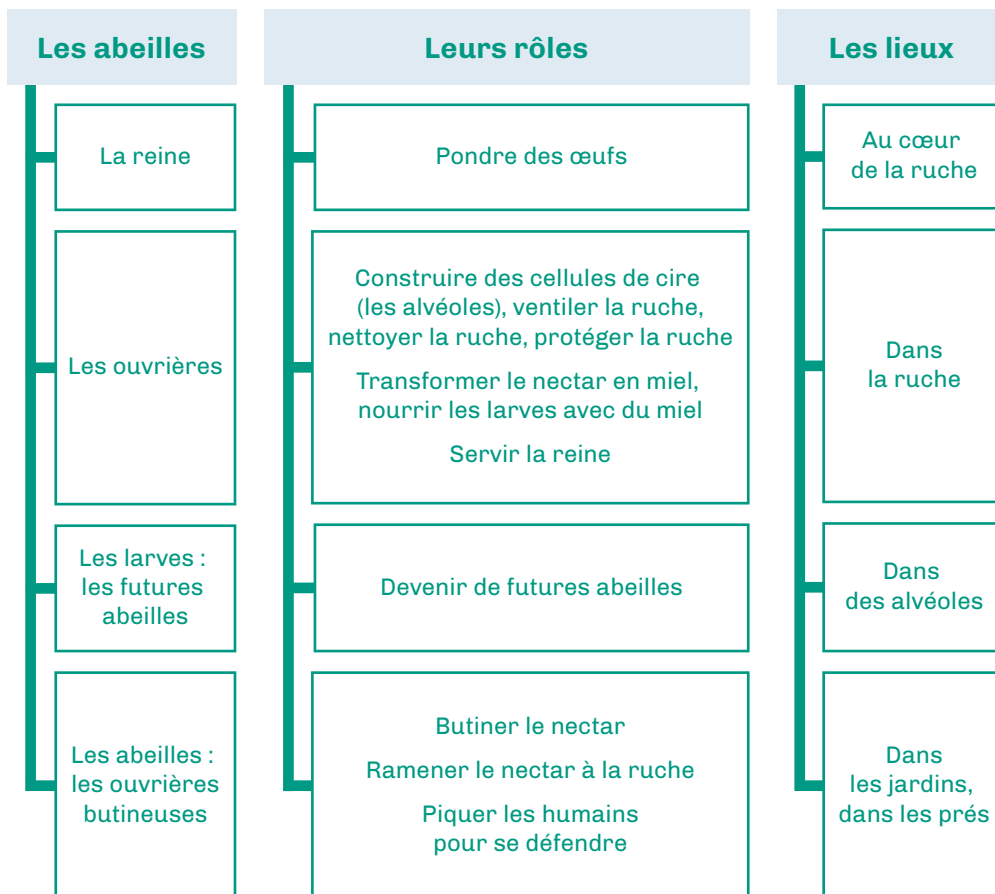 Les abeilles
Leurs rôles
Les lieux
La reine
Pondre des œufs
Au cœur
de la ruche
Les ouvrières
Construire des cellules de cire
(les alvéoles), ventiler la ruche,
nettoyer la ruche, protéger la ruche
Transformer le nectar en miel,
nourrir les larves avec du miel
Servir la reine
Dans
la ruche
Les larves :
les futures
abeilles
Devenir de futures abeilles
Dans
des alvéoles
Les abeilles :
les ouvrières
butineuses
Butiner le nectar
Ramener le nectar à la ruche
Piquer les humains
pour se défendre
Dans
les jardins,
dans les prés